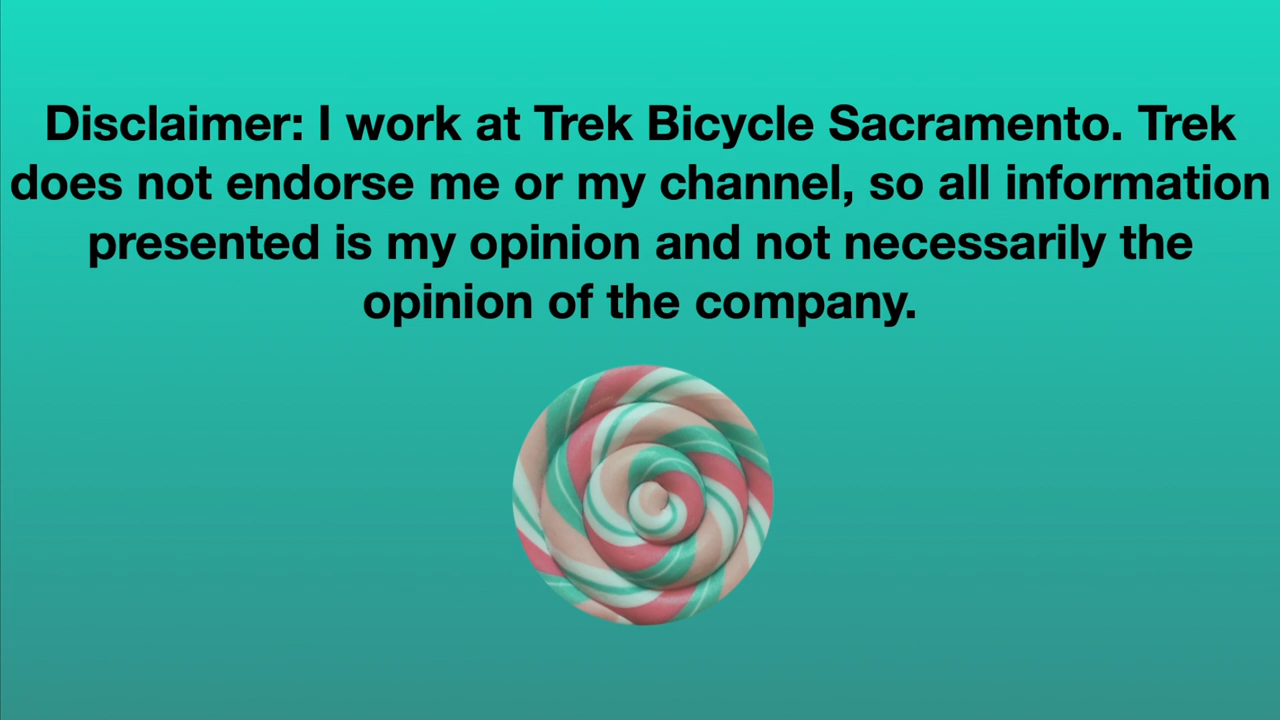 Disclaimer: I work at Trek Bicycle Sacramento. Trek
does not endorse me or my channel, so all information
presented is my opinion and not necessarily the
opinion of the company.